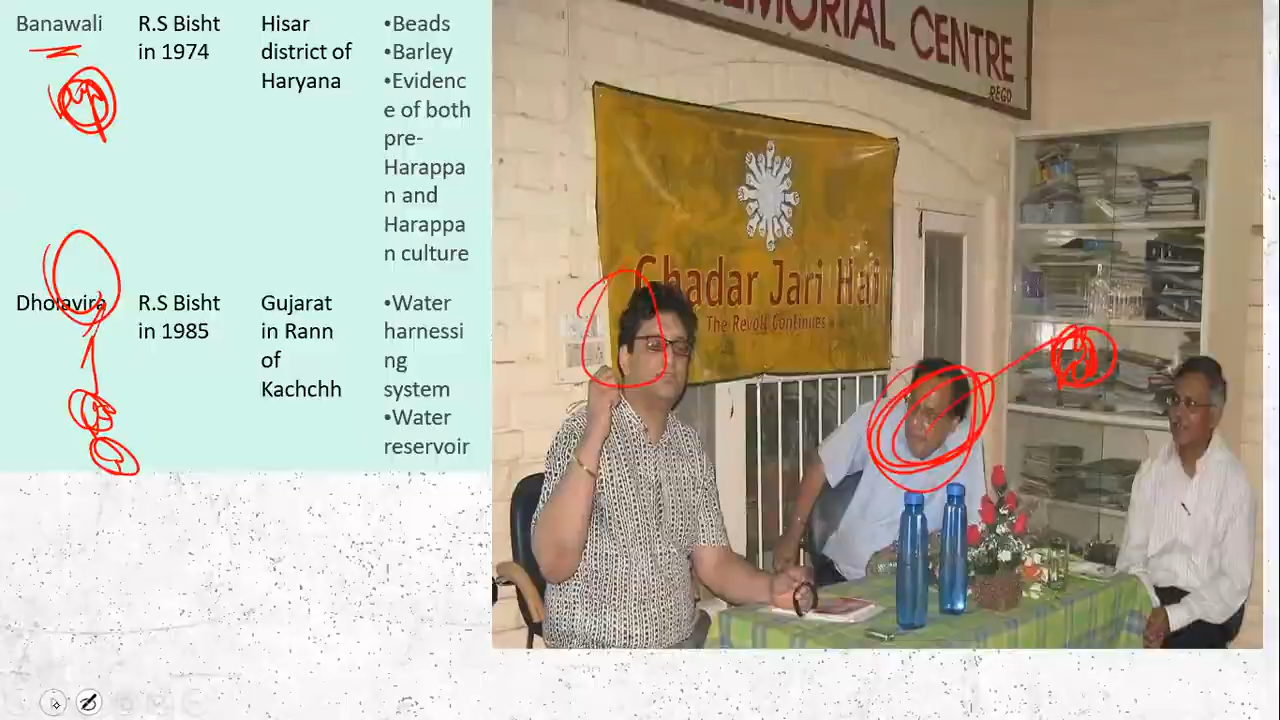 Banawali
R.S Bisht
in 1974
Hisar
district of
Haryana
•Beads
•Barley
•Evidenc
e of both
pre-
Harappa
n and
Harappa
n culture
Dholavira
R.S Bisht
in 1985
Gujarat
in Rann
of
Kachchh
•Water
harnessi
ng
system
•Water
reservoir
MEMORIAL CENTRE
REGD
Ghadar Jari Hai
The Revolt Continues